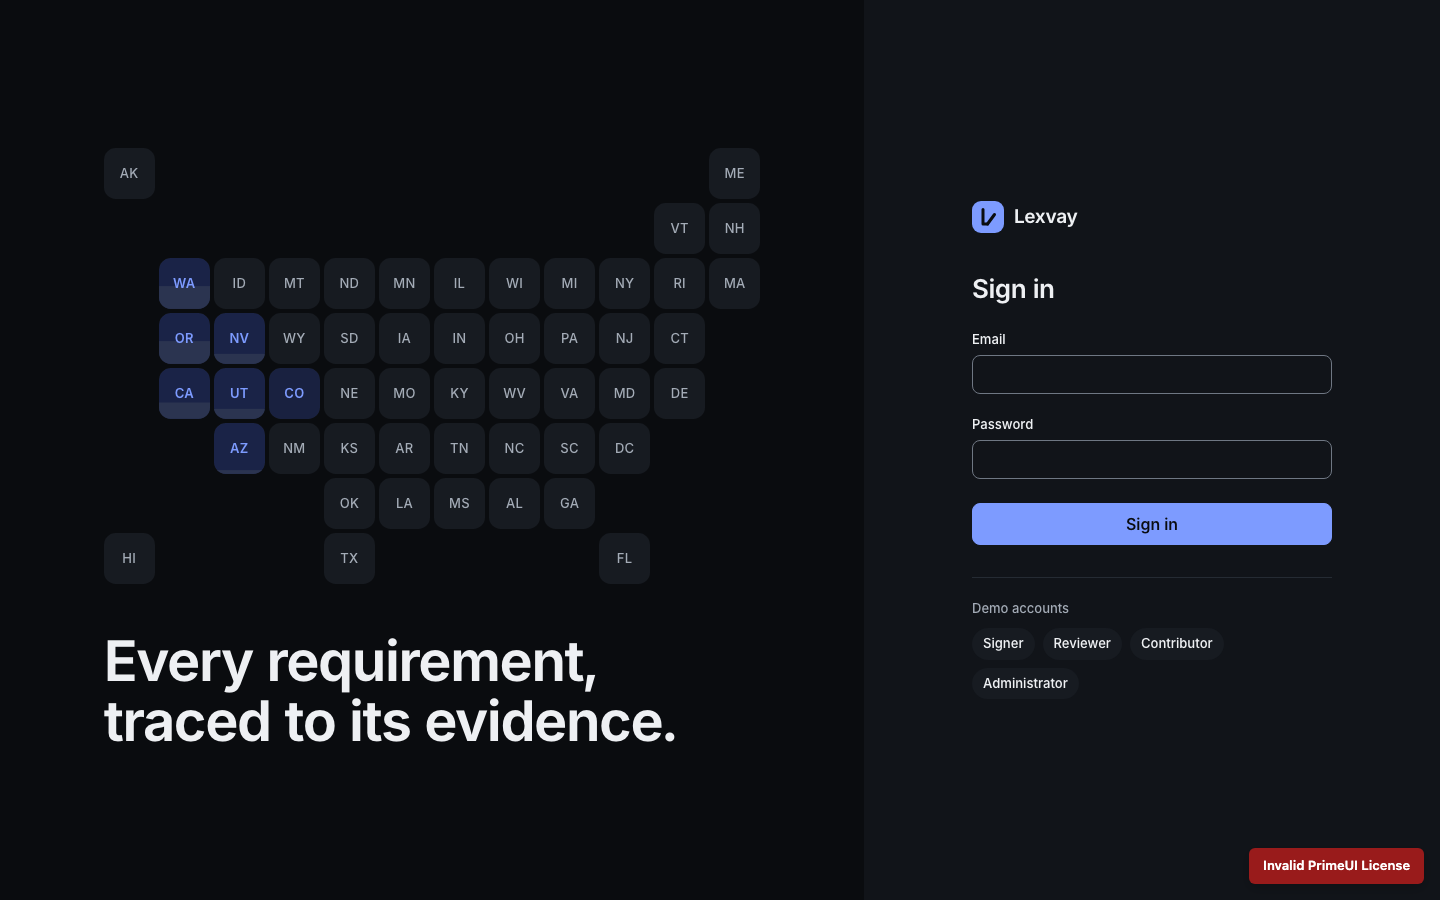 AK ME
VT NH
WA ID MT ND MN IL WI MI NY RI MA
OR NV WY SD IA IN OH PA NJ CT
CA UT CO NE MO KY WV VA MD DE
AZ NM KS AR TN NC SC DC
OK LA MS AL GA
HI TX FL
Every requirement,
traced to its evidence.
Lexvay
Sign in
Email
Password
Sign in
Demo accounts
Signer Reviewer Contributor
Administrator
Invalid PrimeUI License